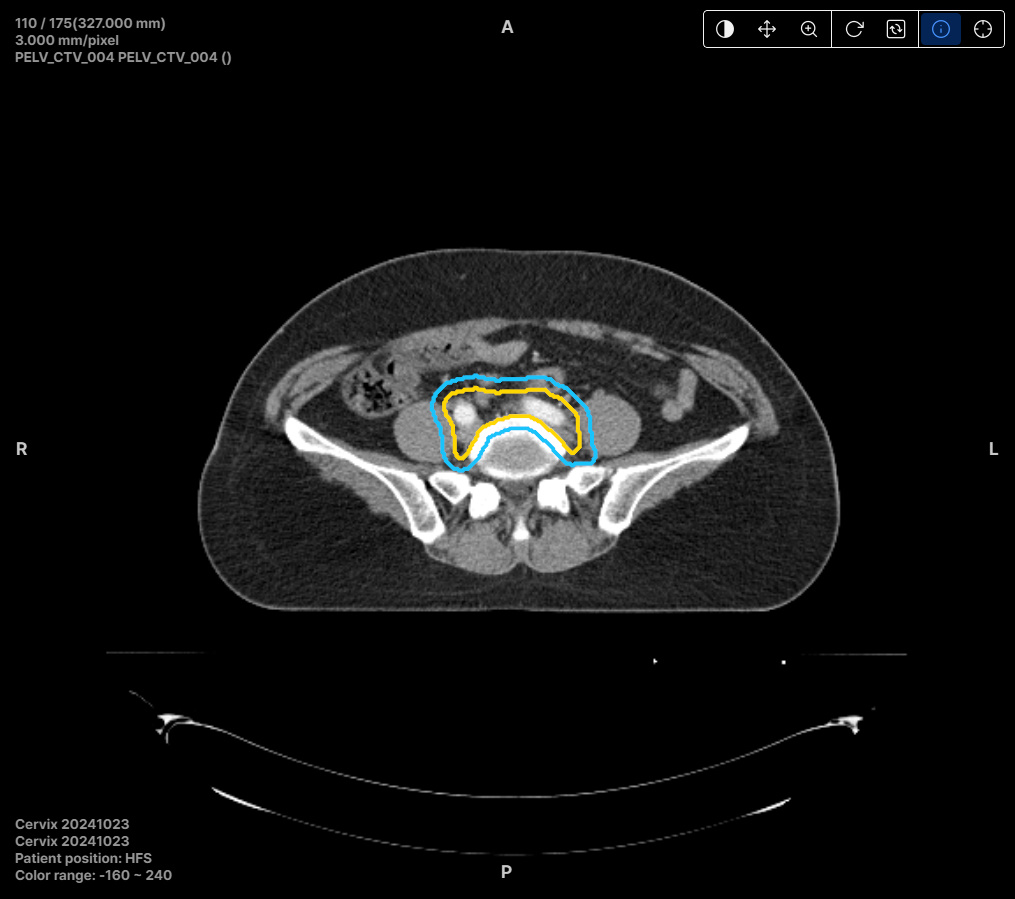 110 / 175(327.000 mm)
3.000 mm/pixel
PELV_CTV_004 PELV_CTV_004 ()
A
R
L
Cervix 20241023
Cervix 20241023
Patient position: HFS
Color range: -160 ~ 240
P